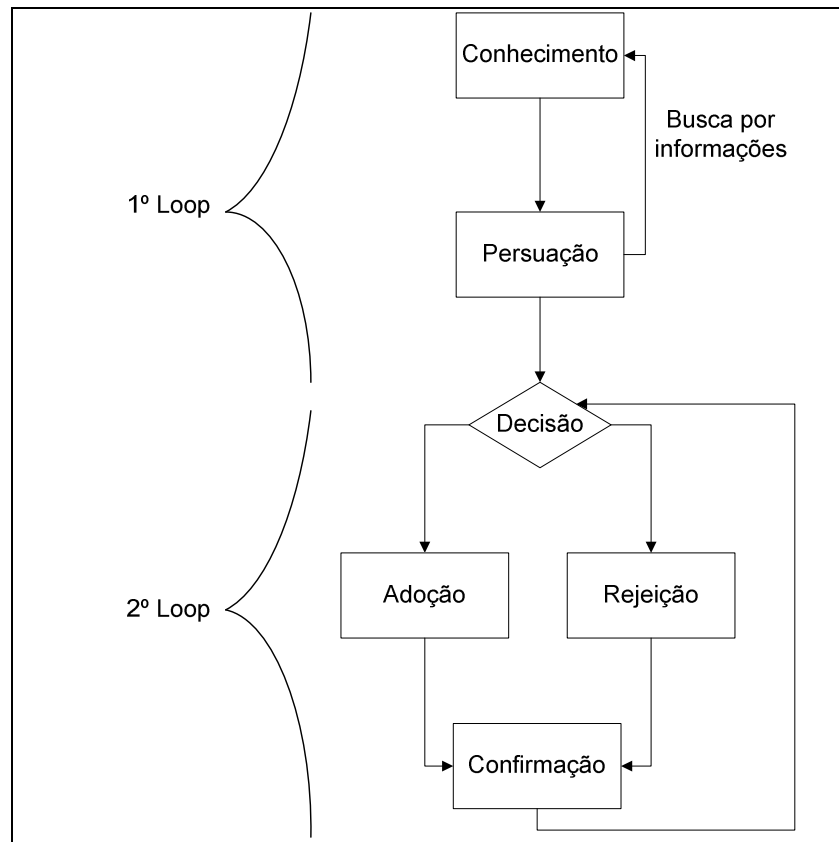 Conhecimento
Busca por
informações
1º Loop
Persuação
Decisão
Adoção
Rejeição
2º Loop
Confirmação